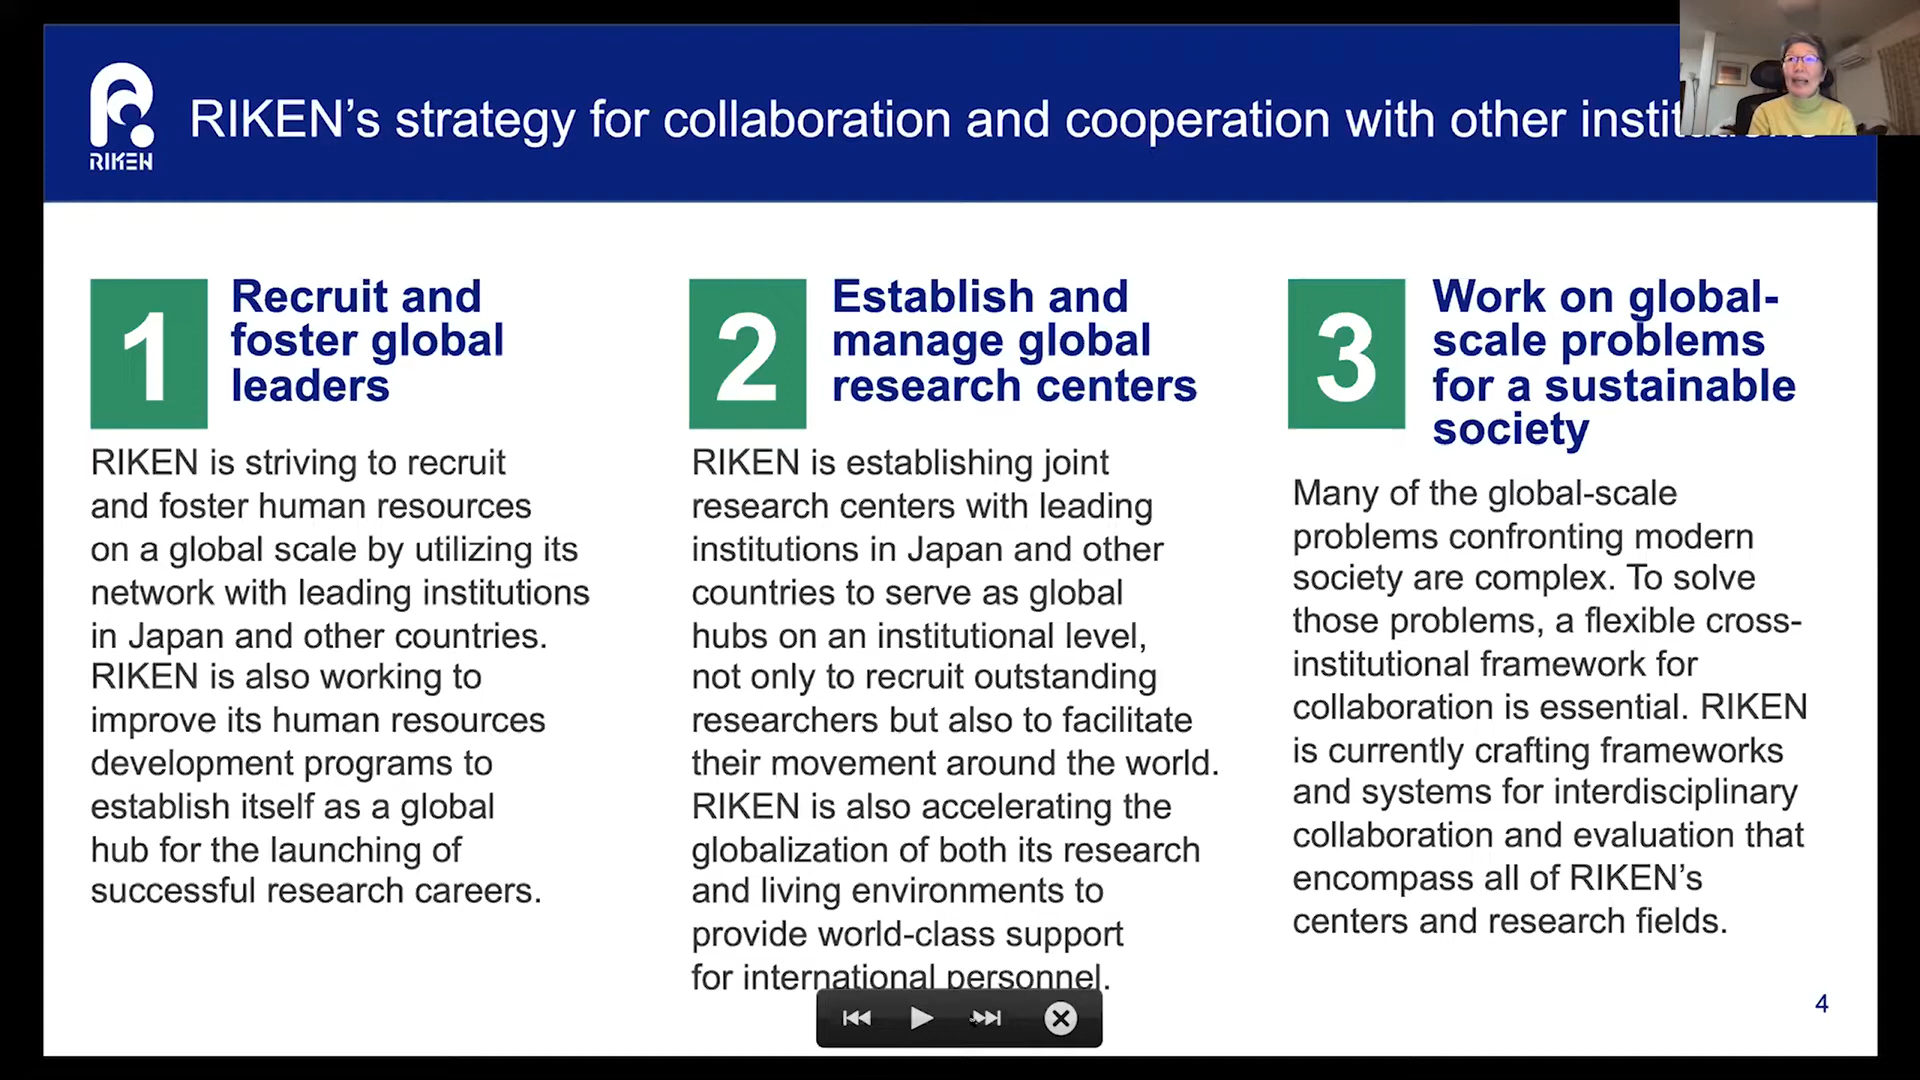 RIKEN
RIKEN’s strategy for collaboration and cooperation with other
1
Recruit and
foster global
leaders
RIKEN is striving to recruit
and foster human resources
on a global scale by utilizing its
network with leading institutions
in Japan and other countries.
RIKEN is also working to
improve its human resources
development programs to
establish itself as a global
hub for the launching of
successful research careers.
2
Establish and
manage global
research centers
RIKEN is establishing joint
research centers with leading
institutions in Japan and other
countries to serve as global
hubs on an institutional level,
not only to recruit outstanding
researchers but also to facilitate
their movement around the world.
RIKEN is also accelerating the
globalization of both its research
and living environments to
provide world-class support
for international personnel.
3
Work on global-
scale problems
for a sustainable
society
Many of the global-scale
problems confronting modern
society are complex. To solve
those problems, a flexible cross-
institutional framework for
collaboration is essential. RIKEN
is currently crafting frameworks
and systems for interdisciplinary
collaboration and evaluation that
encompass all of RIKEN’s
centers and research fields.
4